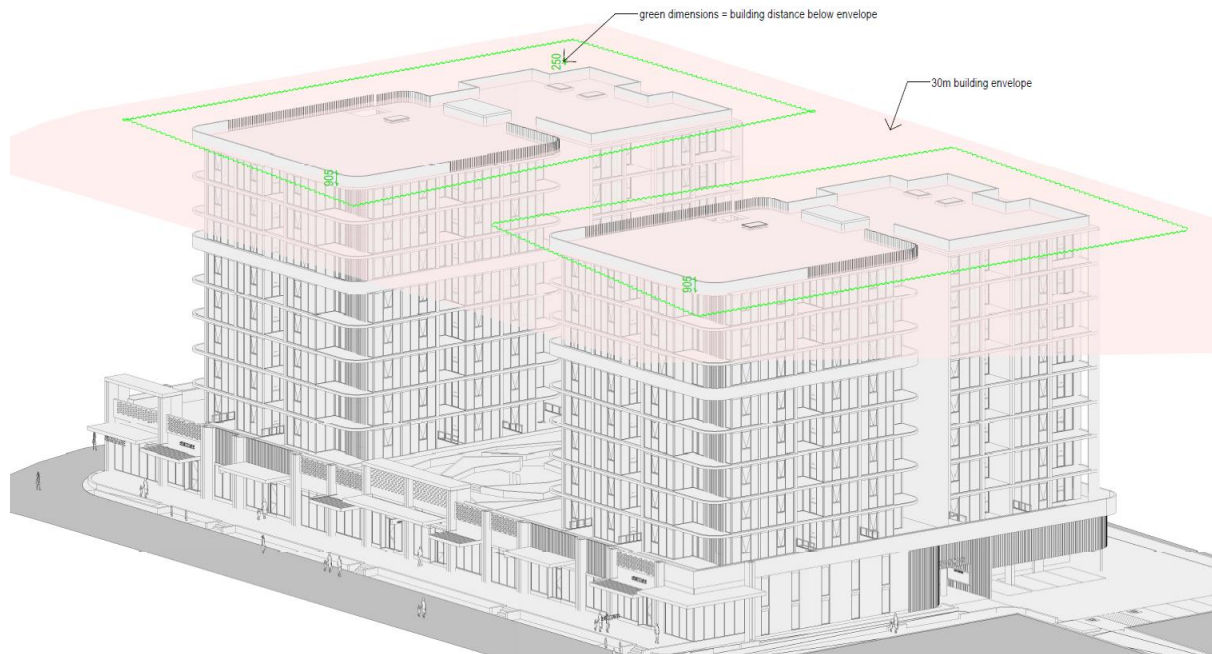 green dimensions = building distance below envelope
250
30m building envelope
905
905